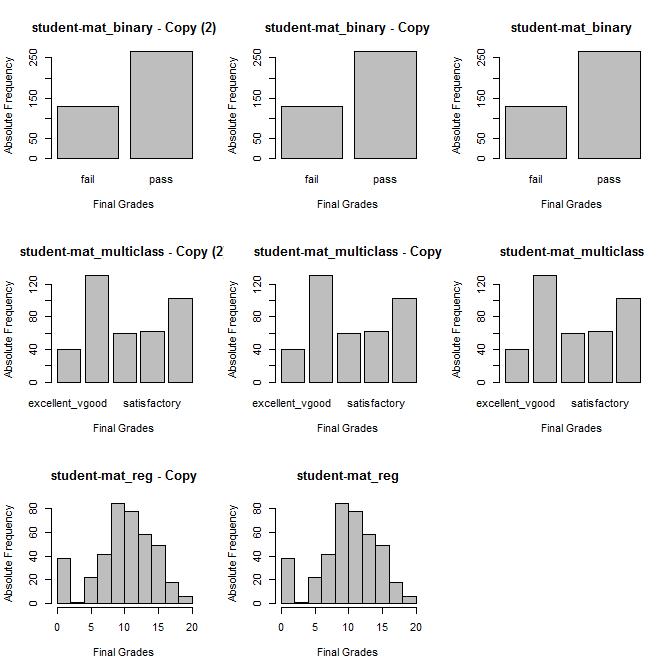 student-mat_binary - Copy (2)
250
150
50
0
Absolute Frequency
fail pass
Final Grades
student-mat_binary - Copy
250
150
50
0
Absolute Frequency
fail pass
Final Grades
student-mat_binary
250
150
50
0
Absolute Frequency
fail pass
Final Grades
student-mat_multiclass - Copy (2
120
80
40
0
Absolute Frequency
excellent_vgood satisfactory
Final Grades
student-mat_multiclass - Copy
120
80
40
0
Absolute Frequency
excellent_vgood satisfactory
Final Grades
student-mat_multiclass
120
80
40
0
Absolute Frequency
excellent_vgood satisfactory
Final Grades
student-mat_reg - Copy
80
60
40
20
0
Absolute Frequency
0 5 10 15 20
Final Grades
student-mat_reg
80
60
40
20
0
Absolute Frequency
0 5 10 15 20
Final Grades